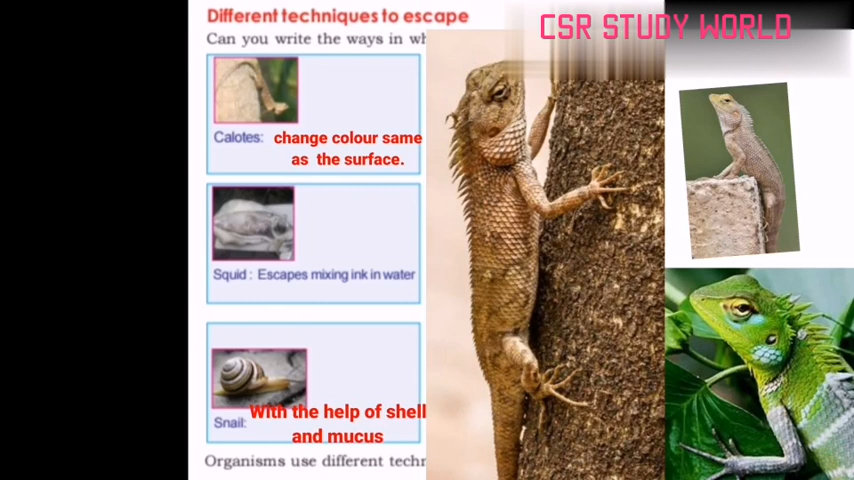 Different techniques to escape
CSR STUDY WORLD
Can you write the ways in wh
Calotes: change colour same
as the surface.
Squid : Escapes mixing ink in water
With the help of shell
Snail:
and mucus
Organisms use different techn